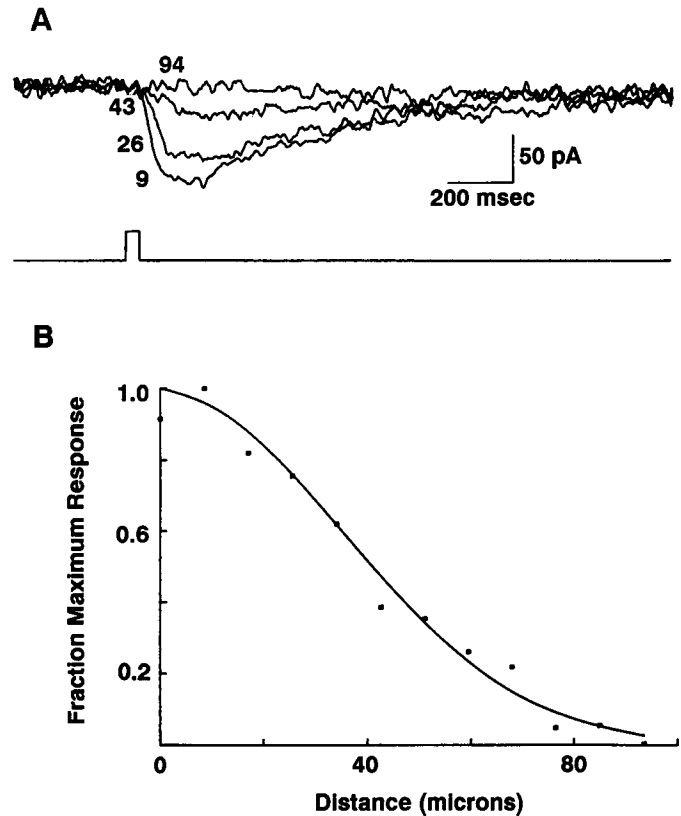 A
94
43
26
9
50 pA
200 msec
B
1.0
0.6
0.2
Fraction Maximum Response
0 40 80
Distance (microns)